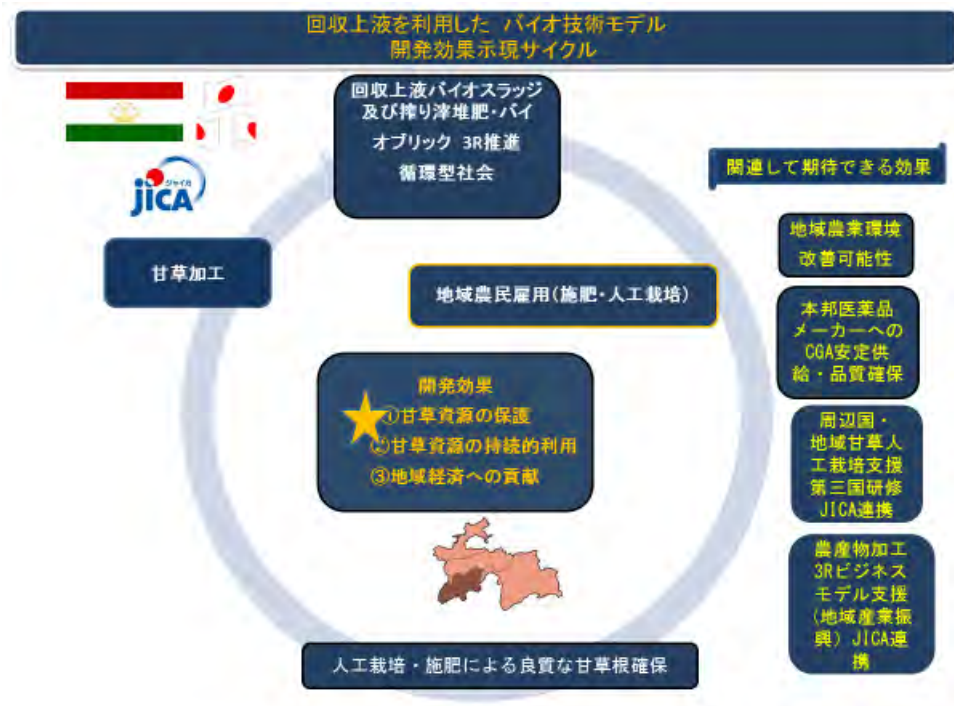 回収上液を利用した バイオ技術モデル
開発効果示現サイクル
回収上液バイオスラッジ
及び搾り滓堆肥・バイ
オブリック 3R推進
循環型社会
ジャイカ
jICA
関連して期待できる効果
甘草加工
地域農民雇用(施肥・人工栽培)
地域農業環境
改善可能性
本邦医薬品
メーカーへの
CGA安定供
給・品質確保
開発効果
①甘草資源の保護
②甘草資源の持続的利用
③地域経済への貢献
周辺国・
地域甘草人
工栽培支援
第三国研修
JICA連携
農産物加工
3Rビジネス
モデル支援
(地域産業振
興) JICA連
携
人工栽培・施肥による良質な甘草根確保